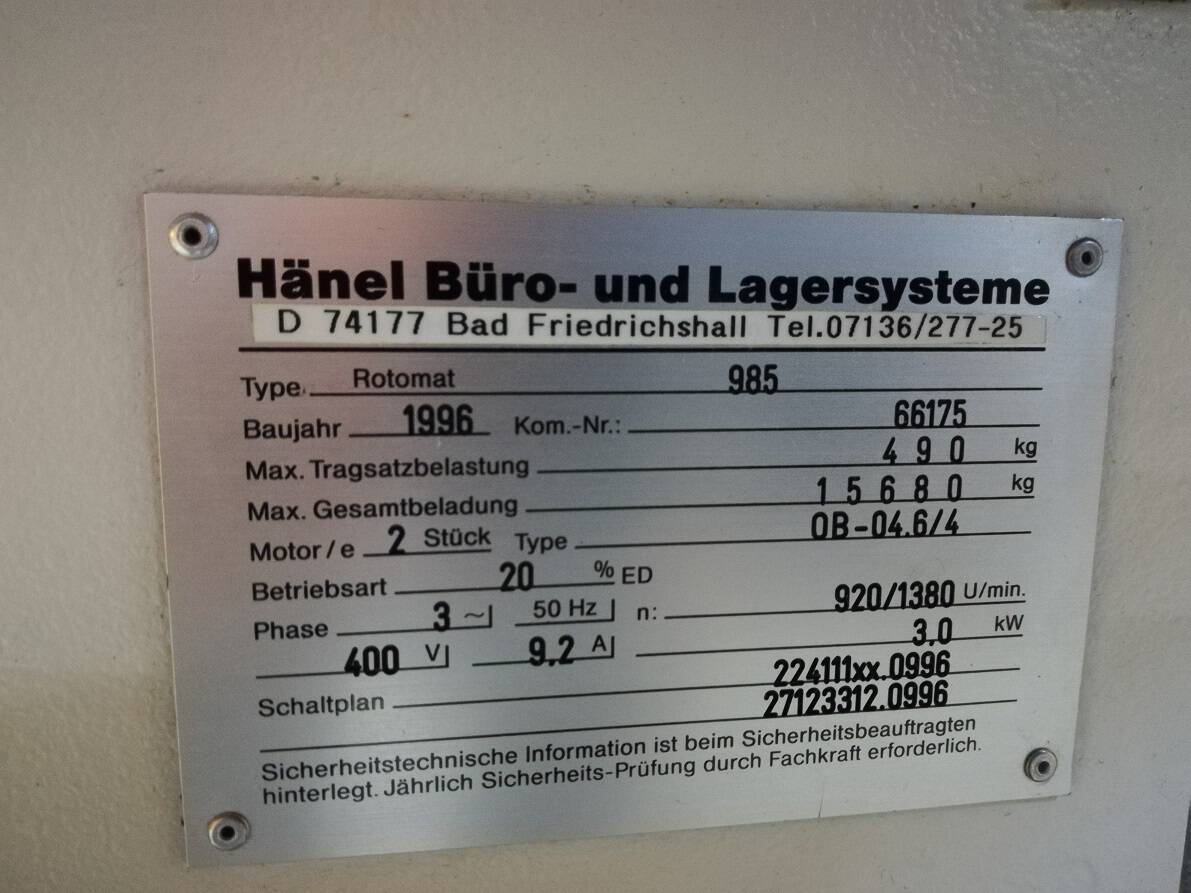 Hänel Büro- und Lagersysteme
D 74177 Bad Friedrichshall Tel.07136/277-25
Type. Rotomat 985
Baujahr 1996 Kom.-Nr.: 66175
Max. Tragsatzbelastung 490 kg
Max. Gesamtbeladung 15680 kg
Motor/e 2 Stück Type OB-04.6/4
Betriebsart 20 % ED
Phase 3 ~ 50 Hz n: 920/1380 U/min.
400 V 9.2 A 3.0 kW
Schaltplan 224111xx.0996
27123312.0996
Sicherheitstechnische Information ist beim Sicherheitsbeauftragten
hinterlegt. Jährlich Sicherheits-Prüfung durch Fachkraft erforderlich.